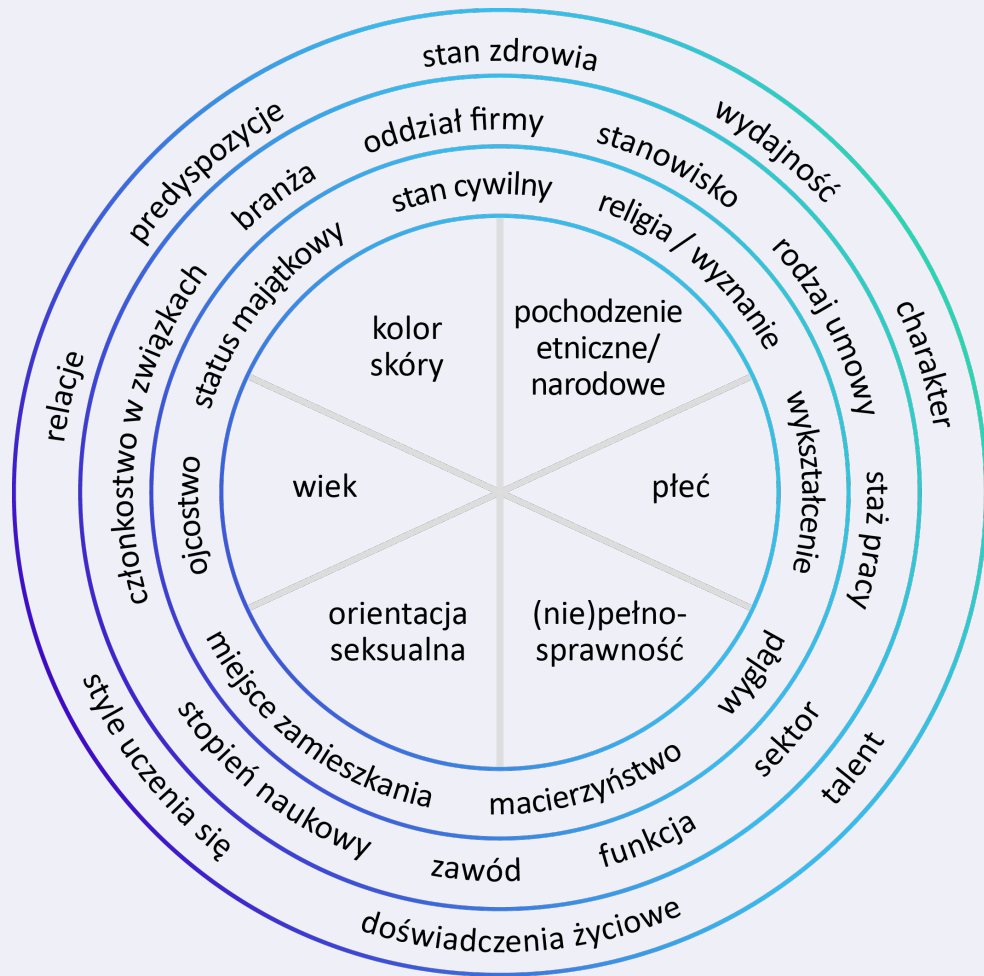 stan zdrowia
wydajność
charakter
talent
doświadczenia życiowe
style uczenia się
relacje
predyspozycje
oddział firmy
stanowisko
rodzaj umowy
staż pracy
sektor
funkcja
zawód
stopień naukowy
członkostwo w związkach
branża
stan cywilny
religia / wyznanie
wykształcenie
wygląd
macierzyństwo
miejsce zamieszkania
ojcostwo
status majątkowy
kolor
skóry
pochodzenie
etniczne/
narodowe
płeć
(nie)pełno-
sprawność
orientacja
seksualna
wiek